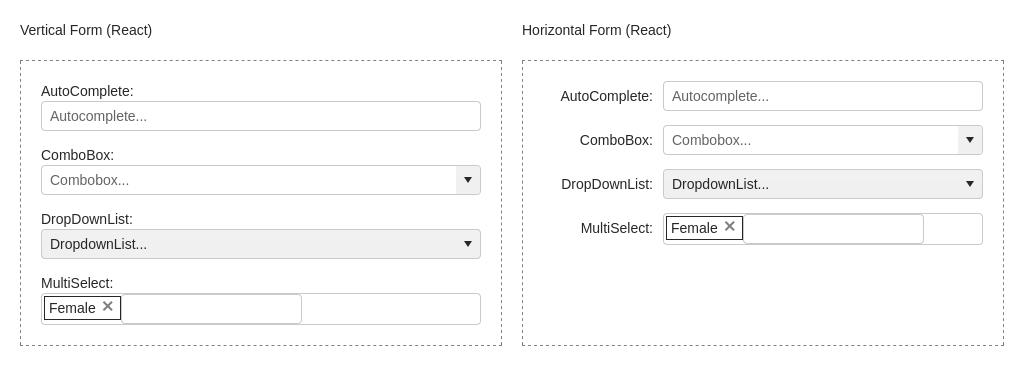 Vertical Form (React)
AutoComplete:
Autocomplete...
ComboBox:
Combobox...
DropDownList:
DropdownList...
MultiSelect:
Female ✕
Horizontal Form (React)
AutoComplete: Autocomplete...
ComboBox: Combobox...
DropDownList: DropdownList...
MultiSelect: Female ✕